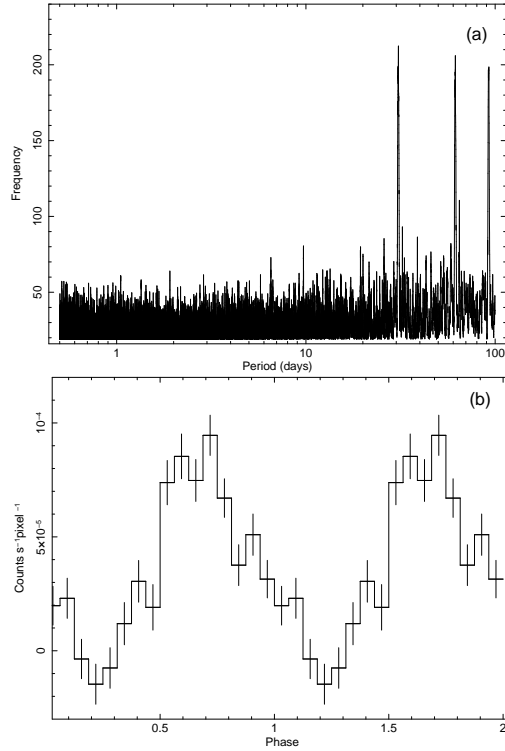 (a)
200
150
100
50
Frequency
1
10
100
Period (days)
(b)
10⁻⁴
5×10⁻⁵
0
Counts s⁻¹pixel ⁻¹
0.5
1
1.5
2
Phase